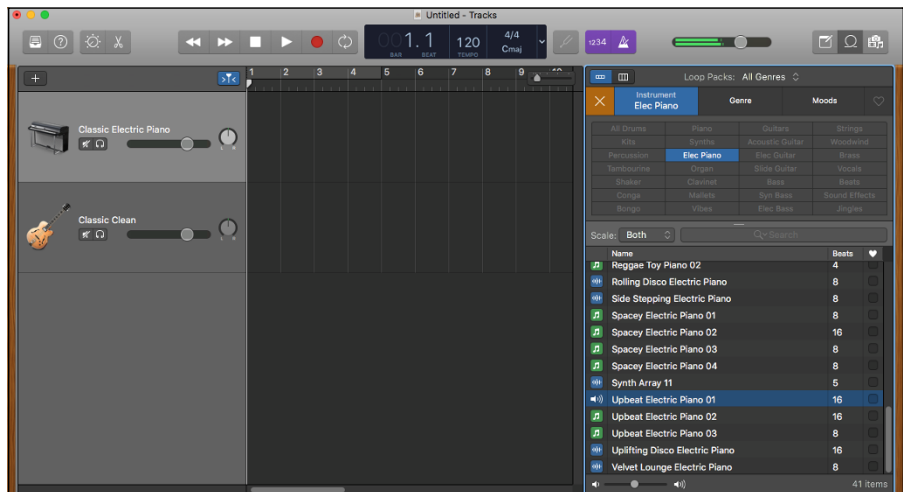 Untitled - Tracks
001.1
BAR
BEAT
120
TEMPO
4/4
Cmaj
1234
1 2 3 4 5 6 7 8 9
Classic Electric Piano
L R
Classic Clean
L R
Loop Packs: All Genres
Instrument
Elec Piano
Genre
Moods
All Drums Piano Guitars Strings
Kits Synths Acoustic Guitar Woodwind
Percussion Elec Piano Elec Guitar Brass
Tambourine Organ Slide Guitar Vocals
Shaker Clavinet Bass Beats
Conga Mallets Syn Bass Sound Effects
Bongo Vibes Elec Bass Jingles
Scale: Both Search
Name Beats
Reggae Toy Piano 02 4
Rolling Disco Electric Piano 8
Side Stepping Electric Piano 8
Spacey Electric Piano 01 8
Spacey Electric Piano 02 16
Spacey Electric Piano 03 8
Spacey Electric Piano 04 8
Synth Array 11 5
Upbeat Electric Piano 01 16
Upbeat Electric Piano 02 16
Upbeat Electric Piano 03 8
Uplifting Disco Electric Piano 16
Velvet Lounge Electric Piano 8
41 items